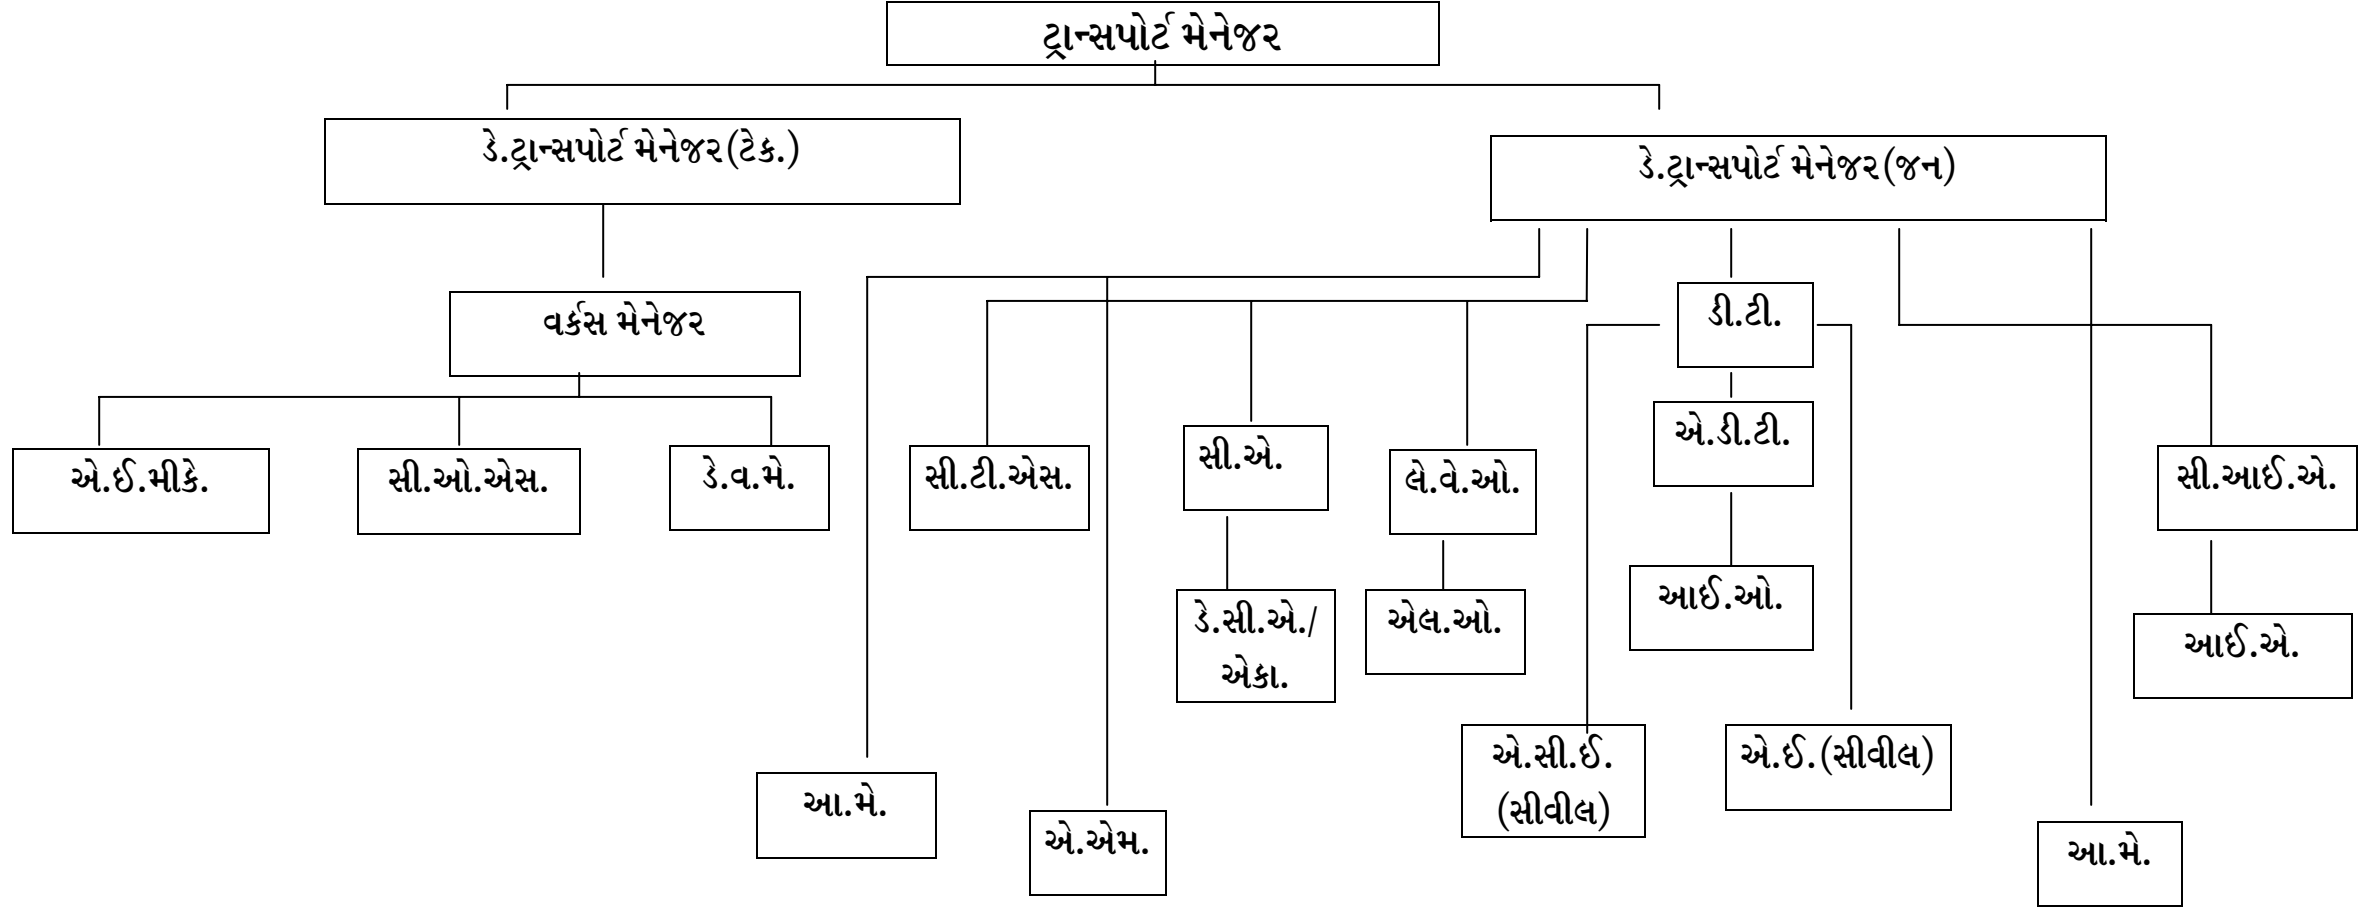 ટ્રાન્સપોર્ટ મેનેજર
ડે.ટ્રાન્સપોર્ટ મેનેજર(ટેક.)
ડે.ટ્રાન્સપોર્ટ મેનેજર(જન)
વર્કસ મેનેજર
ડી.ટી.
એ.ડી.ટી.
એ.ઈ.મીકે.
સી.ઓ.એસ.
ડે.વ.મે.
સી.ટી.એસ.
સી.એ.
લે.વે.ઓ.
સી.આઈ.એ.
ડે.સી.એ./
એકા.
એલ.ઓ.
આઈ.ઓ.
આઈ.એ.
એ.સી.ઈ.
(સીવીલ)
એ.ઈ.(સીવીલ)
આ.મે.
એ.એમ.
આ.મે.